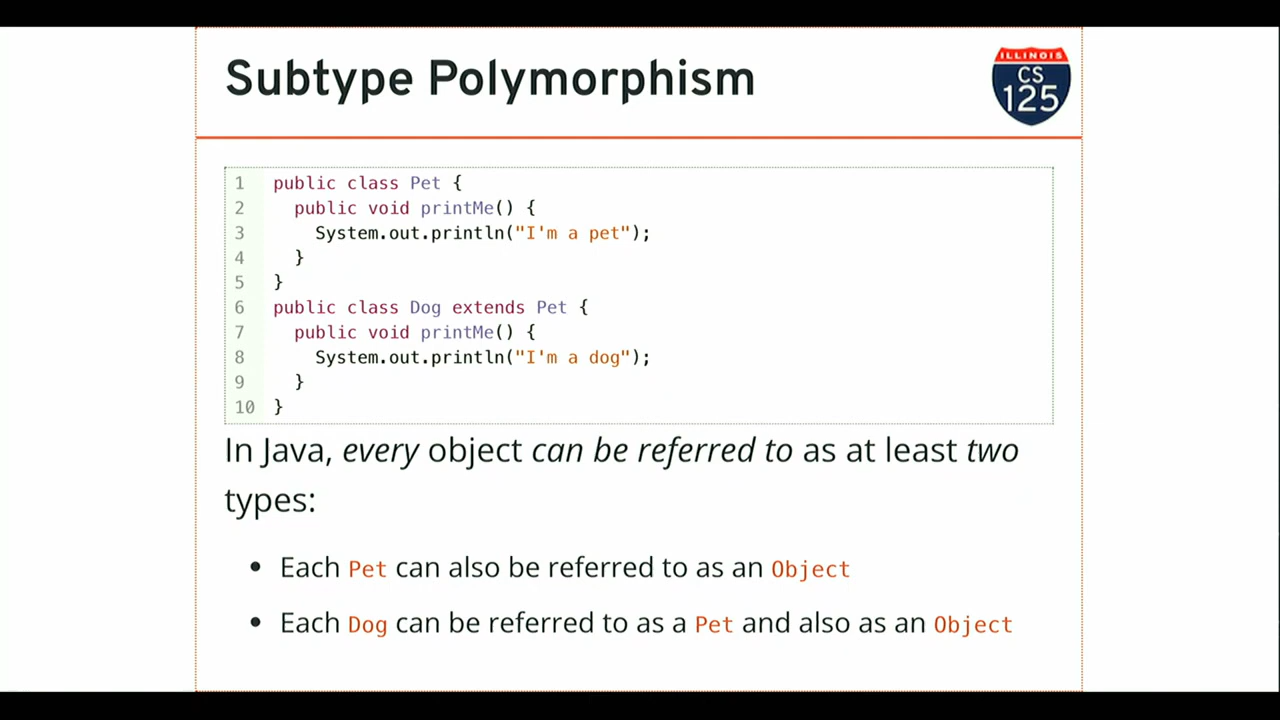 Subtype Polymorphism
ILLINOIS
CS
125
1 public class Pet {
2 public void printMe() {
3 System.out.println("I'm a pet");
4 }
5 }
6 public class Dog extends Pet {
7 public void printMe() {
8 System.out.println("I'm a dog");
9 }
10 }
In Java, every object can be referred to as at least two
types:
• Each Pet can also be referred to as an Object
• Each Dog can be referred to as a Pet and also as an Object